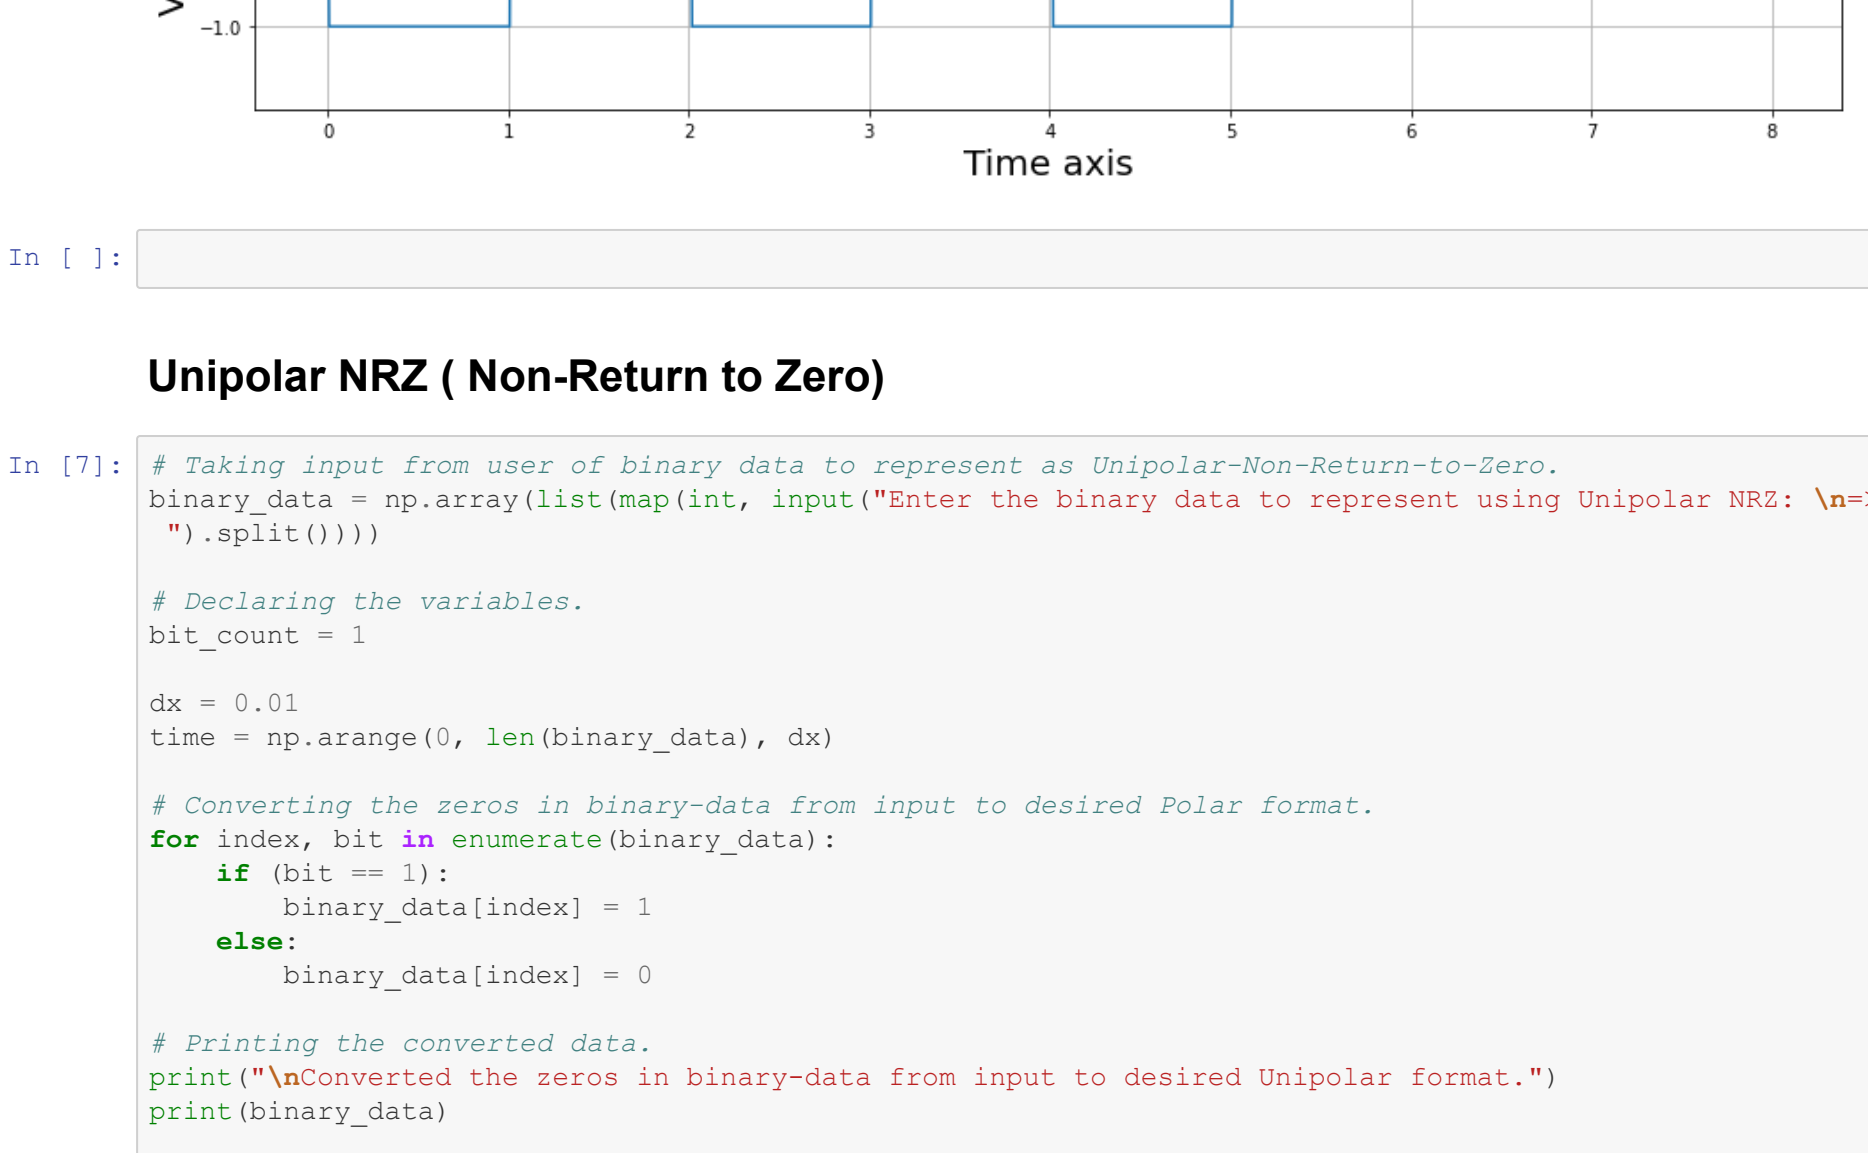 −1.0
0 1 2 3 4 5 6 7 8
Time axis
In [ ]:
Unipolar NRZ ( Non-Return to Zero)
In [7]: # Taking input from user of binary data to represent as Unipolar-Non-Return-to-Zero.
binary_data = np.array(list(map(int, input("Enter the binary data to represent using Unipolar NRZ: \n=
 ").split())))
# Declaring the variables.
bit_count = 1
dx = 0.01
time = np.arange(0, len(binary_data), dx)
# Converting the zeros in binary-data from input to desired Polar format.
for index, bit in enumerate(binary_data):
    if (bit == 1):
        binary_data[index] = 1
    else:
        binary_data[index] = 0
# Printing the converted data.
print("\nConverted the zeros in binary-data from input to desired Unipolar format.")
print(binary_data)